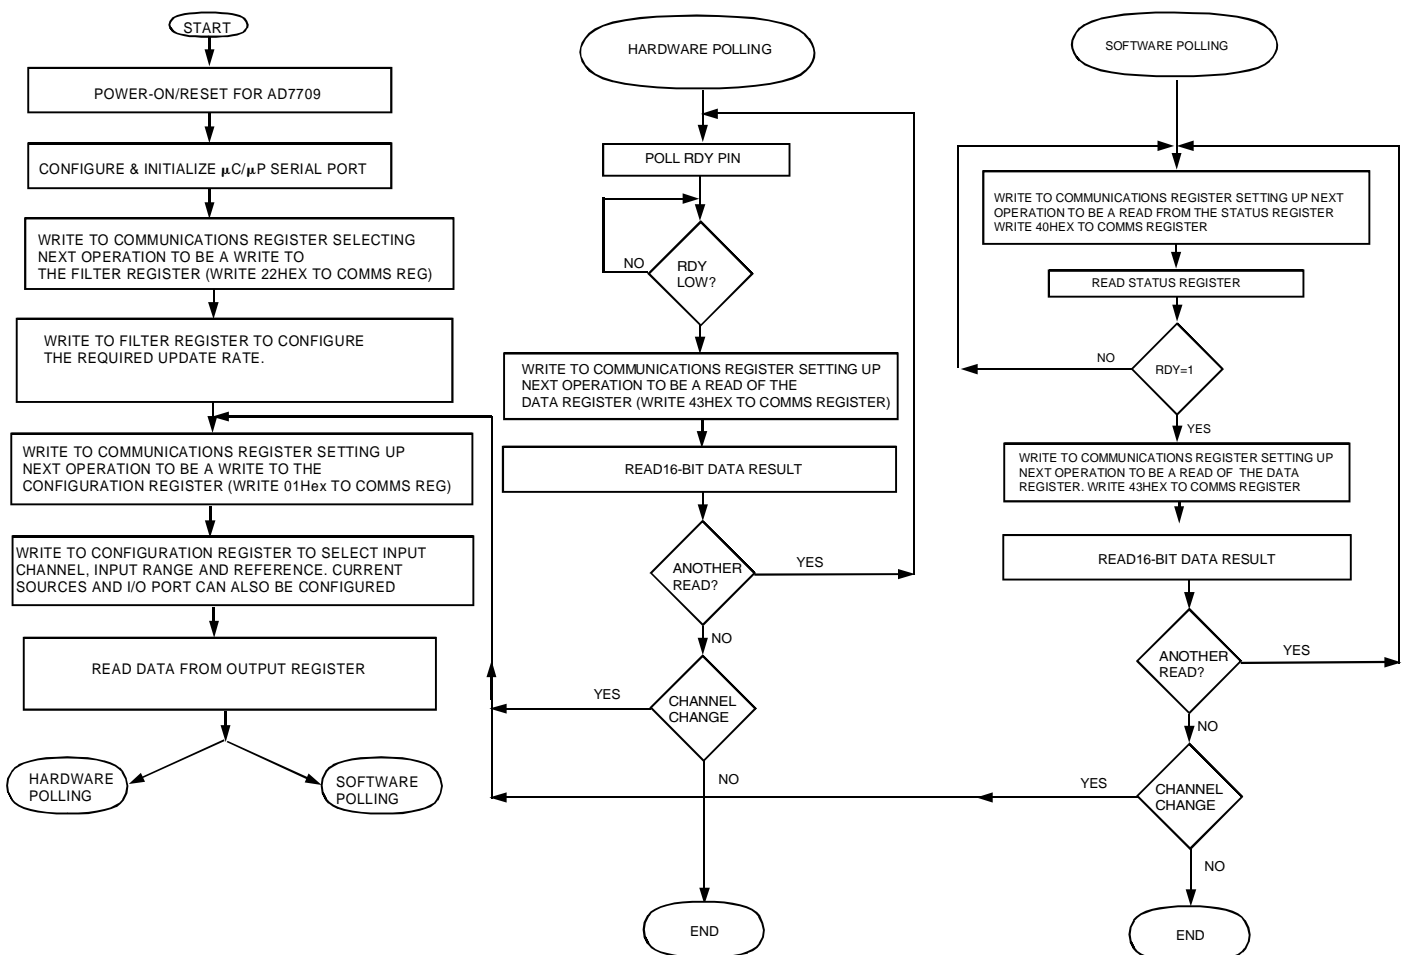 START
POWER-ON/RESET FOR AD7709
CONFIGURE & INITIALIZE μC/μP SERIAL PORT
WRITE TO COMMUNICATIONS REGISTER SELECTING
NEXT OPERATION TO BE A WRITE TO
THE FILTER REGISTER (WRITE 22HEX TO COMMS REG)
WRITE TO FILTER REGISTER TO CONFIGURE
THE REQUIRED UPDATE RATE.
WRITE TO COMMUNICATIONS REGISTER SETTING UP
NEXT OPERATION TO BE A WRITE TO THE
CONFIGURATION REGISTER (WRITE 01Hex TO COMMS REG)
WRITE TO CONFIGURATION REGISTER TO SELECT INPUT
CHANNEL, INPUT RANGE AND REFERENCE. CURRENT
SOURCES AND I/O PORT CAN ALSO BE CONFIGURED
READ DATA FROM OUTPUT REGISTER
HARDWARE
POLLING
SOFTWARE
POLLING
HARDWARE POLLING
POLL RDY PIN
NO
RDY
LOW?
WRITE TO COMMUNICATIONS REGISTER SETTING UP
NEXT OPERATION TO BE A READ OF THE
DATA REGISTER (WRITE 43HEX TO COMMS REGISTER)
READ16-BIT DATA RESULT
ANOTHER
READ?
YES
NO
YES
CHANNEL
CHANGE
NO
END
SOFTWARE POLLING
WRITE TO COMMUNICATIONS REGISTER SETTING UP NEXT
OPERATION TO BE A READ FROM THE STATUS REGISTER
WRITE 40HEX TO COMMS REGISTER
READ STATUS REGISTER
NO
RDY=1
YES
WRITE TO COMMUNICATIONS REGISTER SETTING UP
NEXT OPERATION TO BE A READ OF THE DATA
REGISTER. WRITE 43HEX TO COMMS REGISTER
READ16-BIT DATA RESULT
ANOTHER
READ?
YES
NO
YES
CHANNEL
CHANGE
NO
END